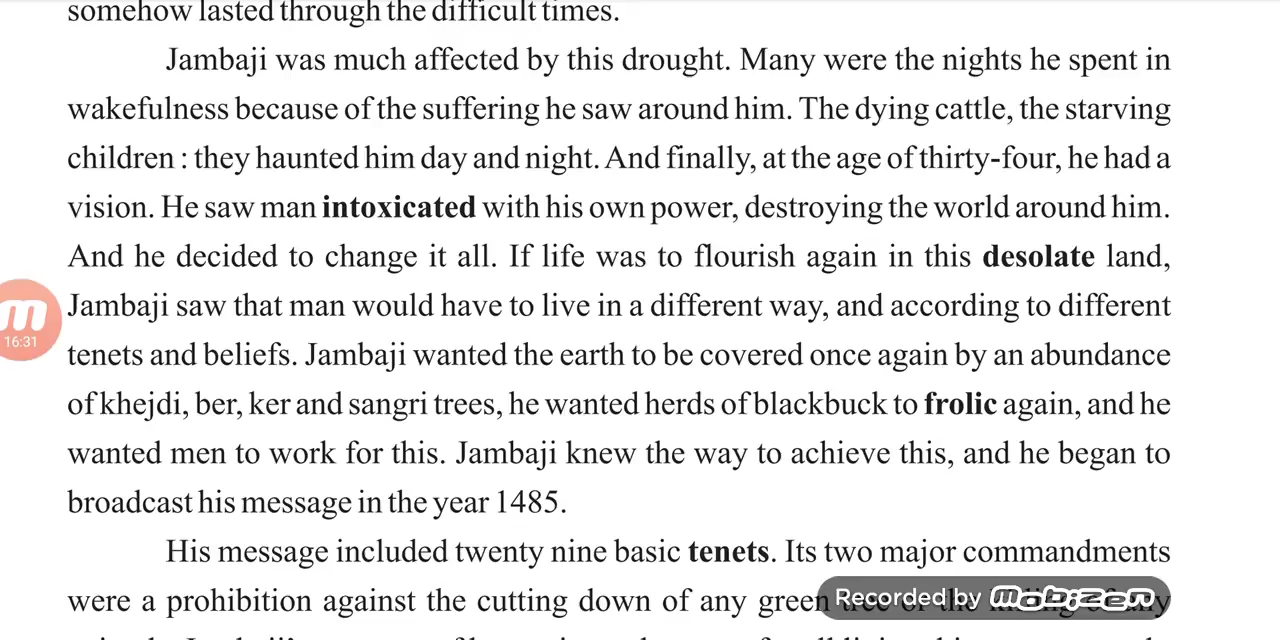 somehow lasted through the difficult times.
Jambaji was much affected by this drought. Many were the nights he spent in
wakefulness because of the suffering he saw around him. The dying cattle, the starving
children : they haunted him day and night. And finally, at the age of thirty-four, he had a
vision. He saw man intoxicated with his own power, destroying the world around him.
And he decided to change it all. If life was to flourish again in this desolate land,
Jambaji saw that man would have to live in a different way, and according to different
16:31
tenets and beliefs. Jambaji wanted the earth to be covered once again by an abundance
of khejdi, ber, ker and sangri trees, he wanted herds of blackbuck to frolic again, and he
wanted men to work for this. Jambaji knew the way to achieve this, and he began to
broadcast his message in the year 1485.
His message included twenty nine basic tenets. Its two major commandments
were a prohibition against the cutting down of any green
Recorded by mobizen